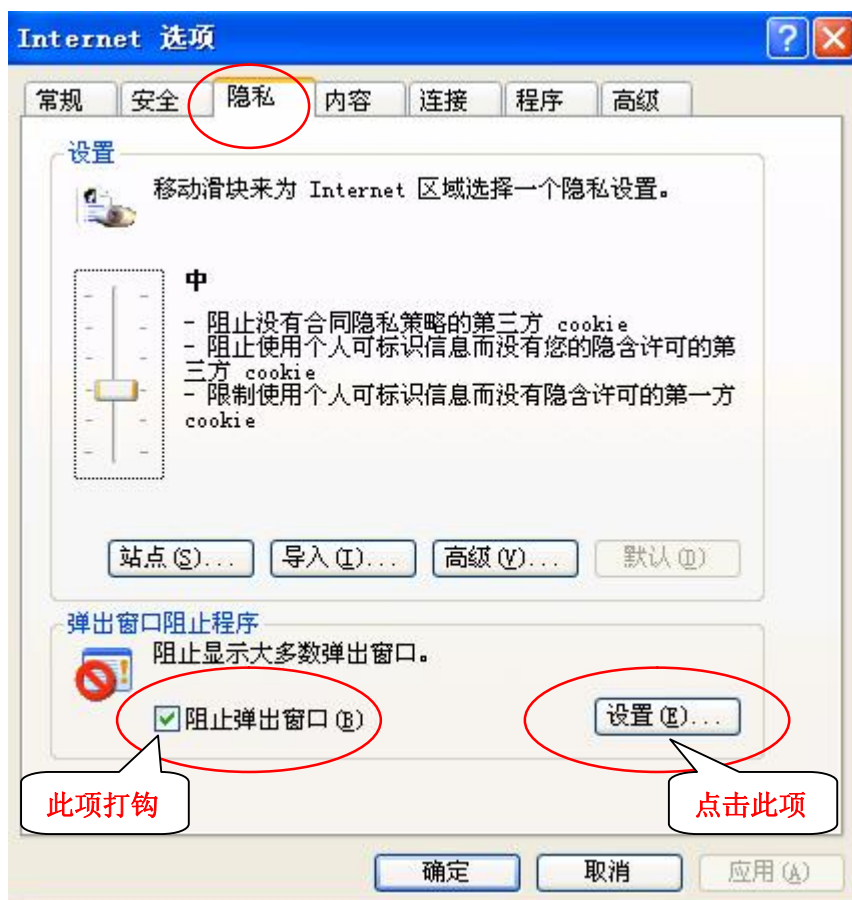 Internet 选项
常规 安全 隐私 内容 连接 程序 高级
设置
移动滑块来为 Internet 区域选择一个隐私设置。
中
- 阻止没有合同隐私策略的第三方 cookie
- 阻止使用个人可标识信息而没有您的隐含许可的第
三方 cookie
- 限制使用个人可标识信息而没有隐含许可的第一方
cookie
站点(S)... 导入(I)... 高级(V)... 默认(D)
弹出窗口阻止程序
阻止显示大多数弹出窗口。
阻止弹出窗口(B) 设置(E)...
此项打钩 点击此项
确定 取消 应用(A)